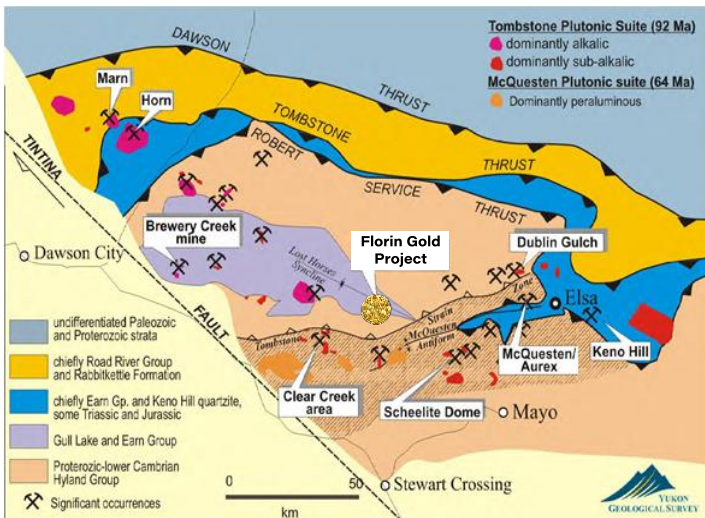 Tombstone Plutonic Suite (92 Ma)
dominantly alkalic
dominantly sub-alkalic
McQuesten Plutonic suite (64 Ma)
Dominantly peraluminous
DAWSON
THRUST
Marn
Horn
TOMBSTONE
THRUST
ROBERT
SERVICE
THRUST
TINTINA
FAULT
Brewery Creek
mine
Dawson City
Lost Horses
Syncline
Florin Gold
Project
Dublin Gulch
Elsa
Tombstone
Strain
Zone
McQuesten
Antiform
McQuesten/
Aurex
Keno Hill
Clear Creek
area
Scheelite Dome
Mayo
Stewart Crossing
undifferentiated Paleozoic
and Proterozoic strata
chiefly Road River Group
and Rabbitkettle Formation
chiefly Earn Gp. and Keno Hill quartzite,
some Triassic and Jurassic
Gull Lake and Earn Group
Proterozic-lower Cambrian
Hyland Group
Significant occurrences
0
50
km
YUKON
GEOLOGICAL SURVEY